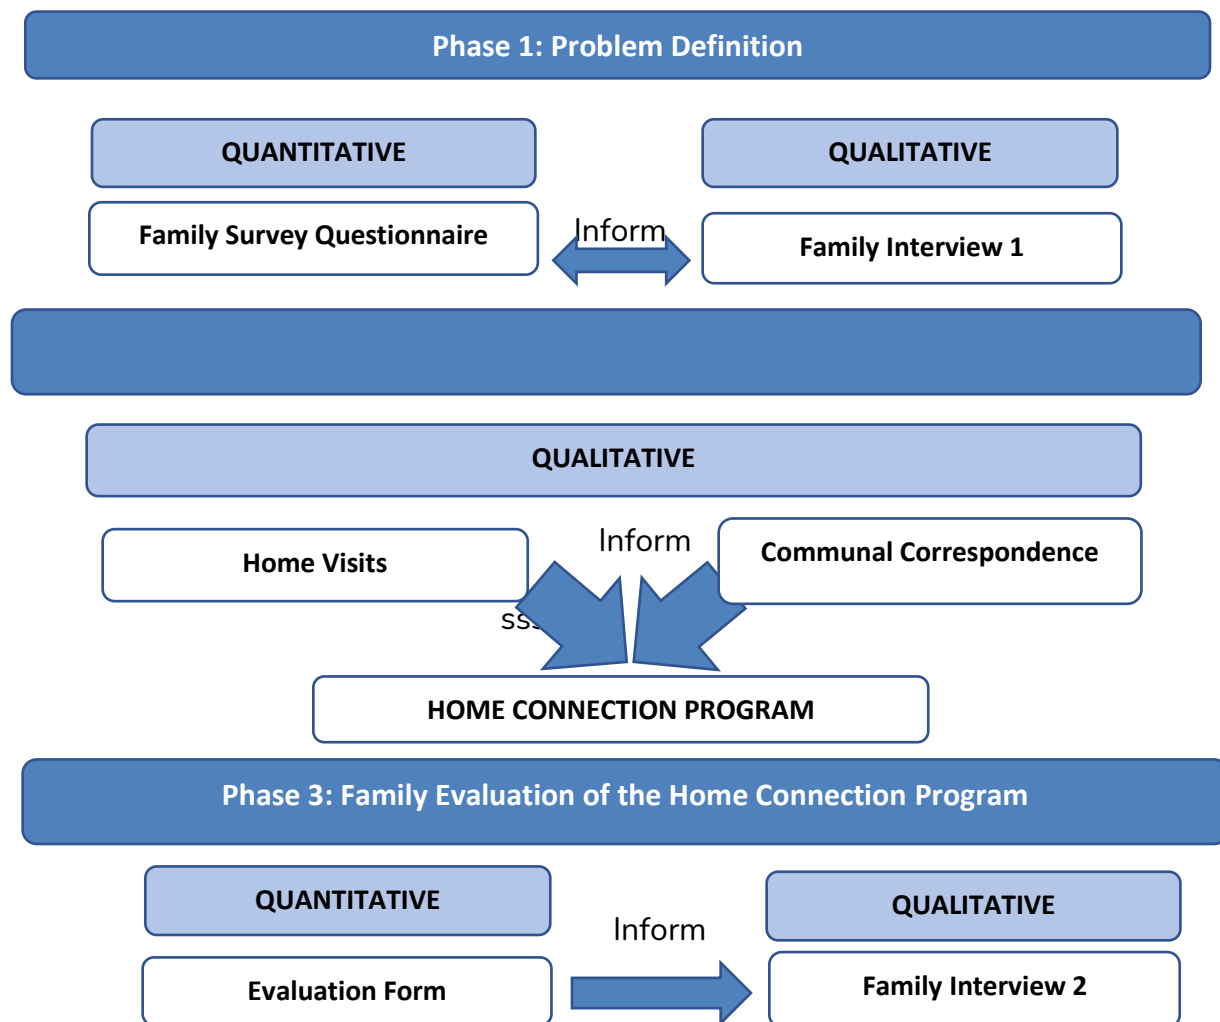 Phase 1: Problem Definition
QUANTITATIVE
QUALITATIVE
Family Survey Questionnaire
Inform
Family Interview 1
QUALITATIVE
Home Visits
Inform
Communal Correspondence
HOME CONNECTION PROGRAM
Phase 3: Family Evaluation of the Home Connection Program
QUANTITATIVE
QUALITATIVE
Inform
Evaluation Form
Family Interview 2